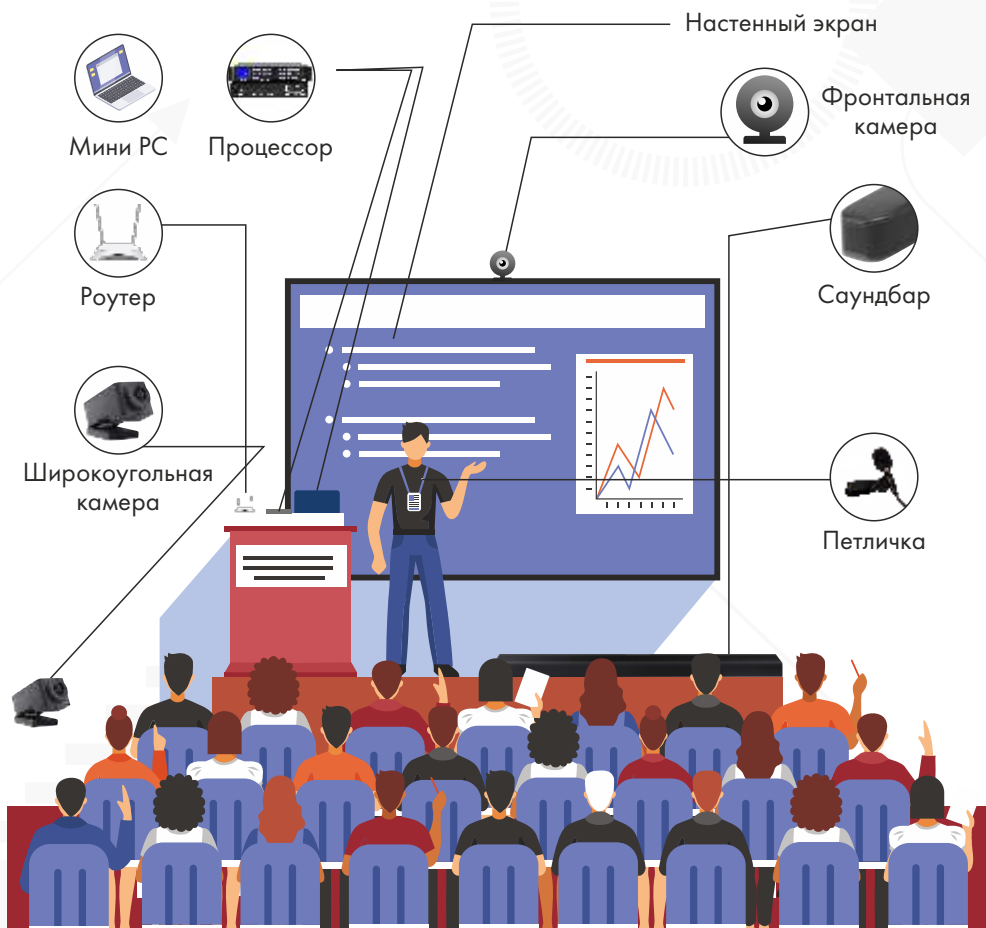 Настенный экран
Мини PC
Процессор
Фронтальная
камера
Роутер
Саундбар
Широкоугольная
камера
Петличка